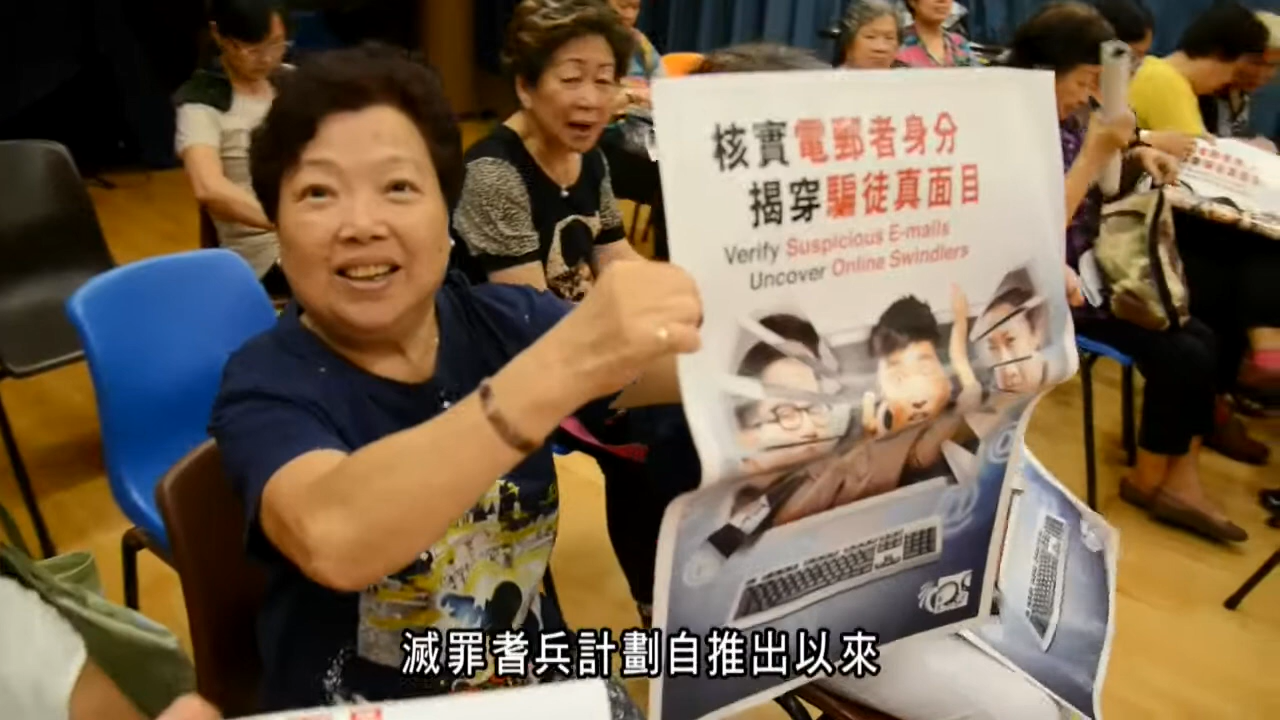 核實電郵者身分
揭穿騙徒真面目
Verify Suspicious E-mails
Uncover Online Swindlers
滅罪耆兵計劃自推出以來